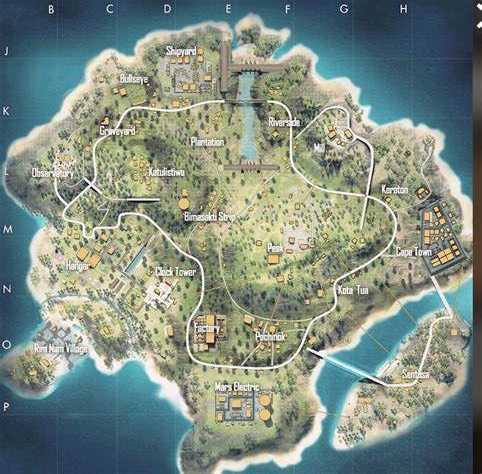 B C D E F G H
J
Shipyard
Bullseye
K
Riverside
Graveyard
Plantation
Mill
L
Observatory
Katulistiwa
Keraton
Bimasakti Strip
M
Peak
Cape Town
Hangar
Clock Tower
N
Kota Tua
Factory
Pochinok
O
Rim Nam Village
Sentosa
Mars Electric
P